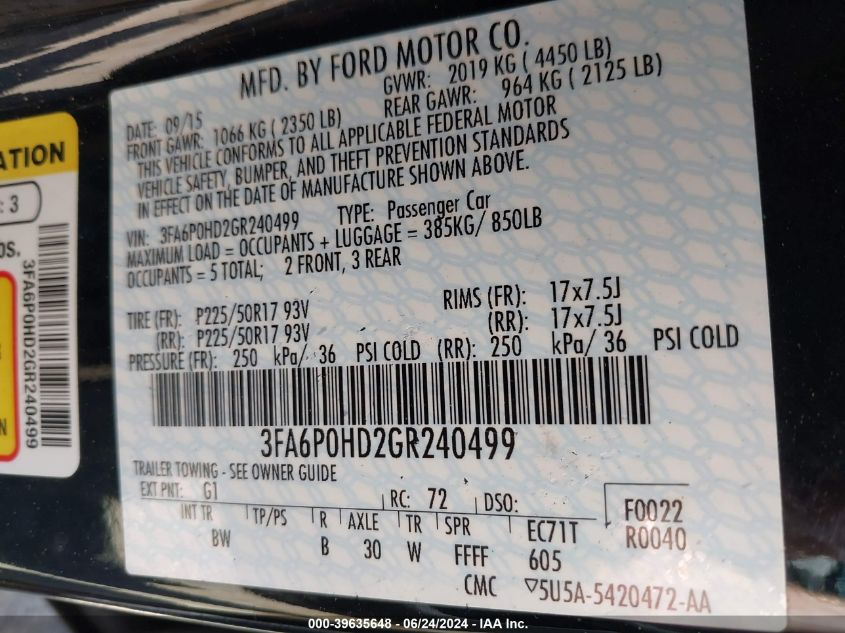 MFD. BY FORD MOTOR CO.
DATE: 09/15 GVWR: 2019 KG ( 4450 LB)
FRONT GAWR: 1066 KG ( 2350 LB) REAR GAWR: 964 KG ( 2125 LB)
THIS VEHICLE CONFORMS TO ALL APPLICABLE FEDERAL MOTOR
VEHICLE SAFETY, BUMPER, AND THEFT PREVENTION STANDARDS
IN EFFECT ON THE DATE OF MANUFACTURE SHOWN ABOVE.
VIN: 3FA6P0HD2GR240499 TYPE: Passenger Car
MAXIMUM LOAD = OCCUPANTS + LUGGAGE = 385KG/ 850LB
OCCUPANTS = 5 TOTAL; 2 FRONT, 3 REAR
TIRE (FR): P225/50R17 93V RIMS (FR): 17x7.5J
(RR): P225/50R17 93V (RR): 17x7.5J
PRESSURE (FR): 250 kPa/ 36 PSI COLD (RR): 250 kPa/ 36 PSI COLD
3FA6P0HD2GR240499
TRAILER TOWING - SEE OWNER GUIDE
EXT PNT: G1 RC: 72 DSO: F0022
INT TR TP/PS R AXLE TR SPR EC71T R0040
BW B 30 W FFFF 605
CMC ▽5U5A-5420472-AA
ATION
: 3
OS.
3FA6P0HD2GR240499
000-39635648 - 06/24/2024 - IAA Inc.